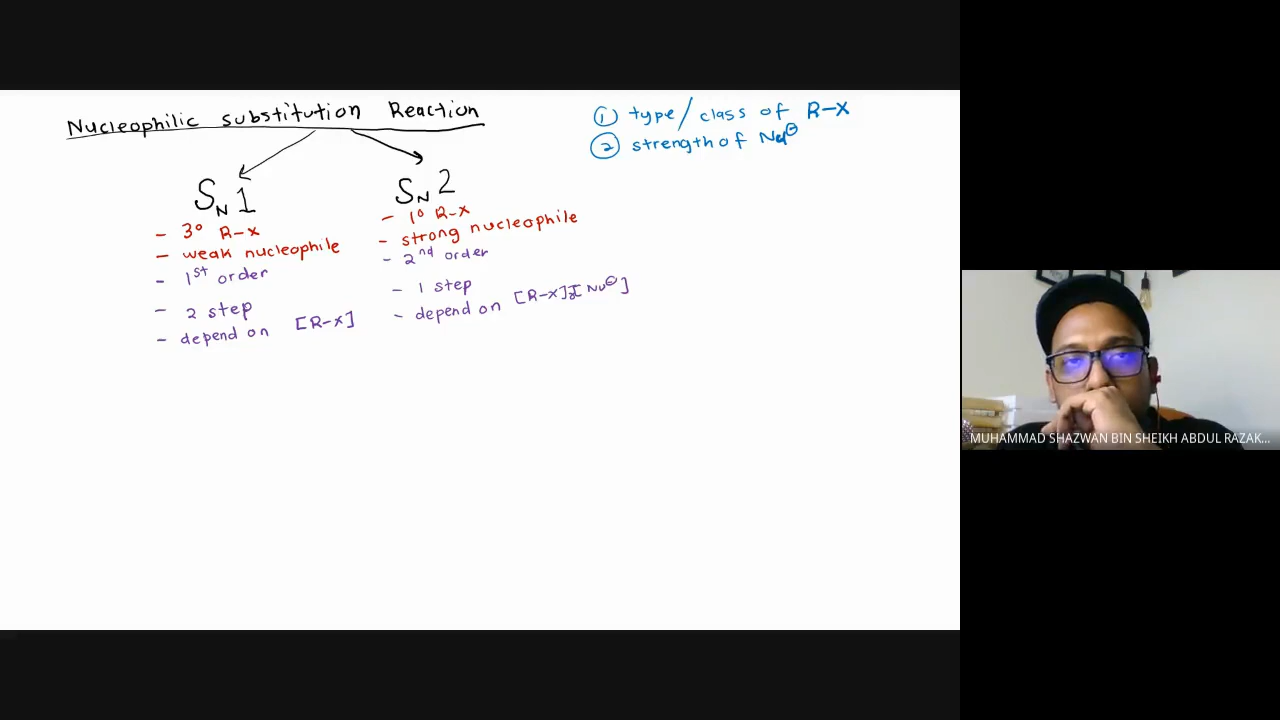 Nucleophilic substitution Reaction
① type/class of R-X
② strength of Nu⊖
SN1
- 3° R-X
- weak nucleophile
- 1st order
- 2 step
- depend on [R-X]
SN2
- 1° R-X
- strong nucleophile
- 2nd order
- 1 step
- depend on [R-X] [Nu⊖]
MUHAMMAD SHAZWAN BIN SHEIKH ABDUL RAZAK...